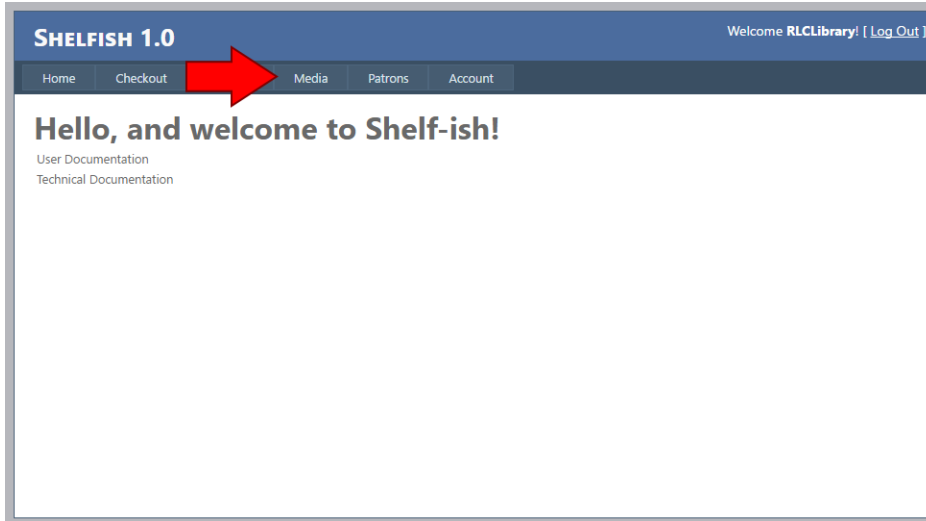 SHELFISH 1.0
Welcome RLCLibrary! [ Log Out ]
Home Checkout Media Patrons Account
Hello, and welcome to Shelf-ish!
User Documentation
Technical Documentation